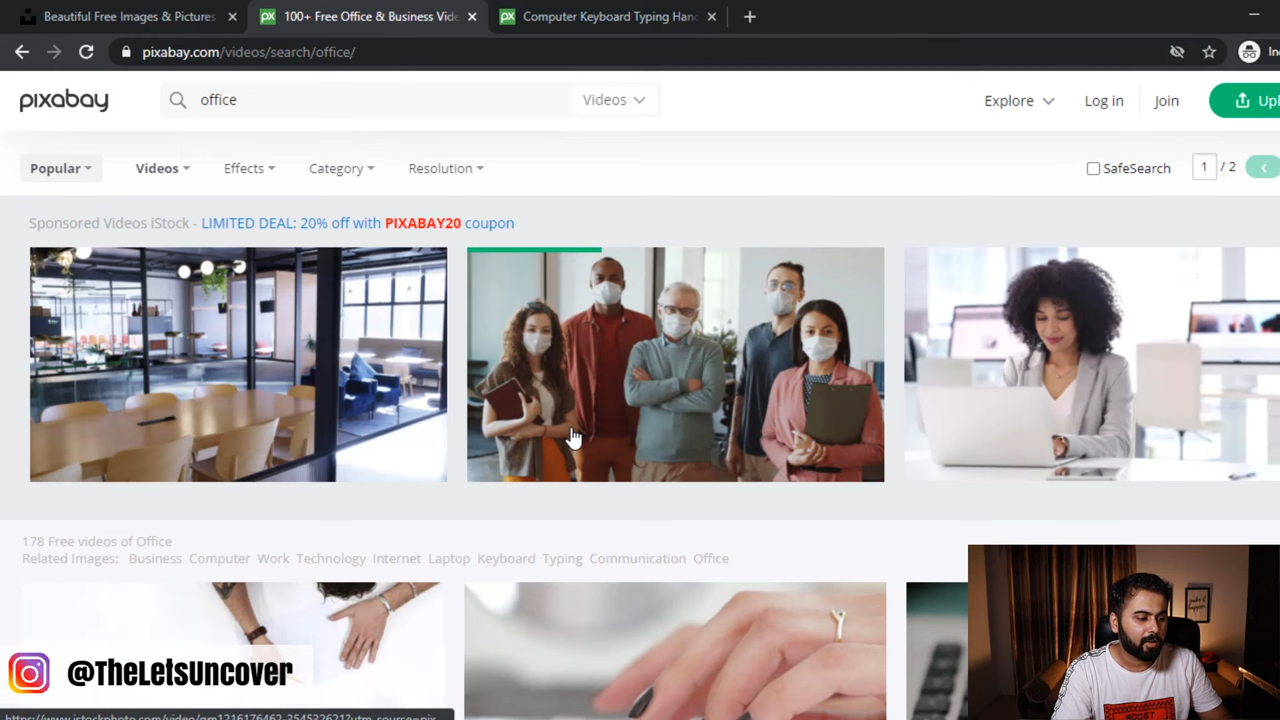 Beautiful Free Images & Pictures
100+ Free Office & Business Vide
Computer Keyboard Typing Hand
pixabay.com/videos/search/office/
pixabay
office
Videos
Explore
Log in
Join
Popular
Videos
Effects
Category
Resolution
SafeSearch
1 / 2
Sponsored Videos iStock - LIMITED DEAL: 20% off with PIXABAY20 coupon
178 Free videos of Office
Related Images: Business Computer Work Technology Internet Laptop Keyboard Typing Communication Office
@TheLetsUncover